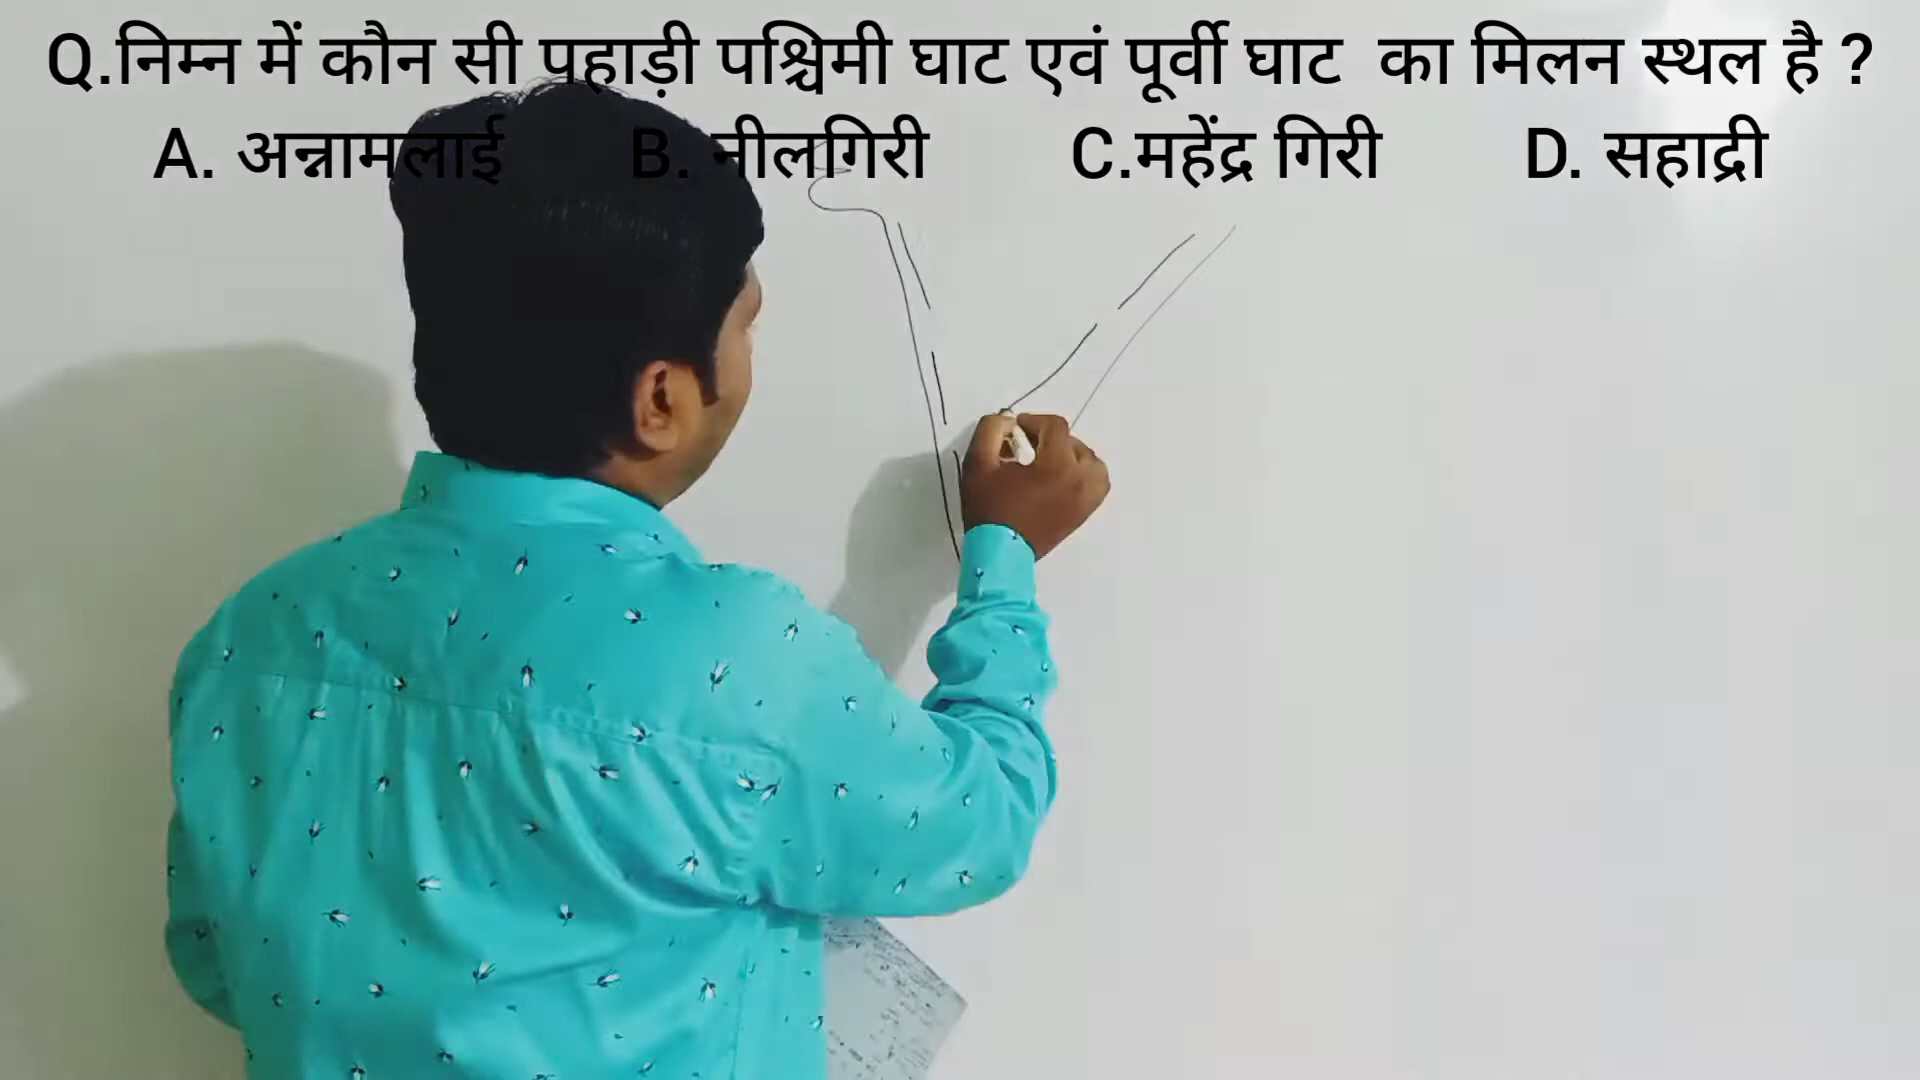 Q.निम्न में कौन सी पहाड़ी पश्चिमी घाट एवं पूर्वी घाट का मिलन स्थल है ?
A. अन्नामलाई B. नीलगिरी C.महेंद्र गिरी D. सहाद्री